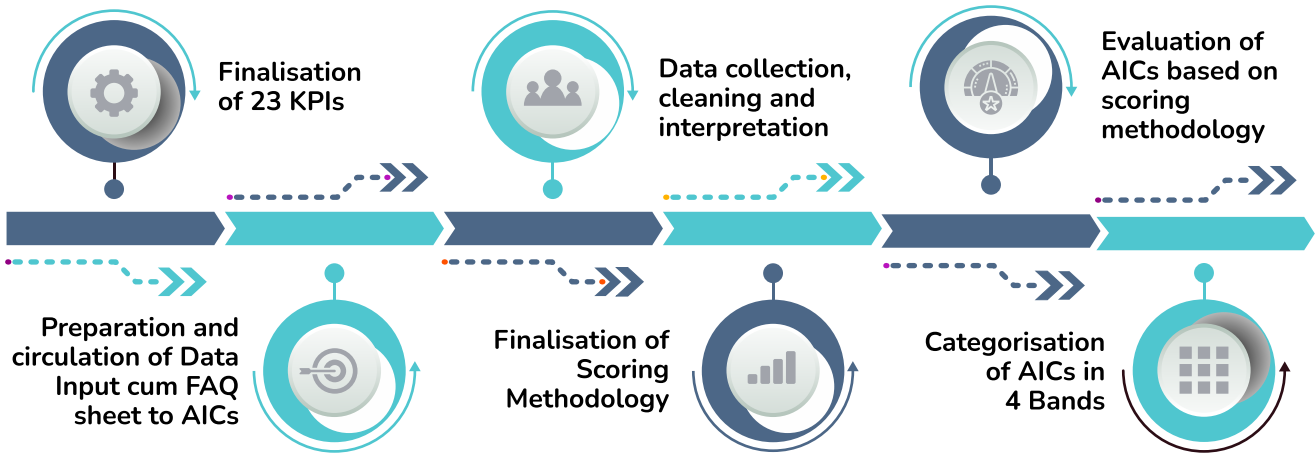 Finalisation
of 23 KPIs
Preparation and
circulation of Data
Input cum FAQ
sheet to AICs
Data collection,
cleaning and
interpretation
Finalisation of
Scoring
Methodology
Evaluation of
AICs based on
scoring
methodology
Categorisation
of AICs in
4 Bands